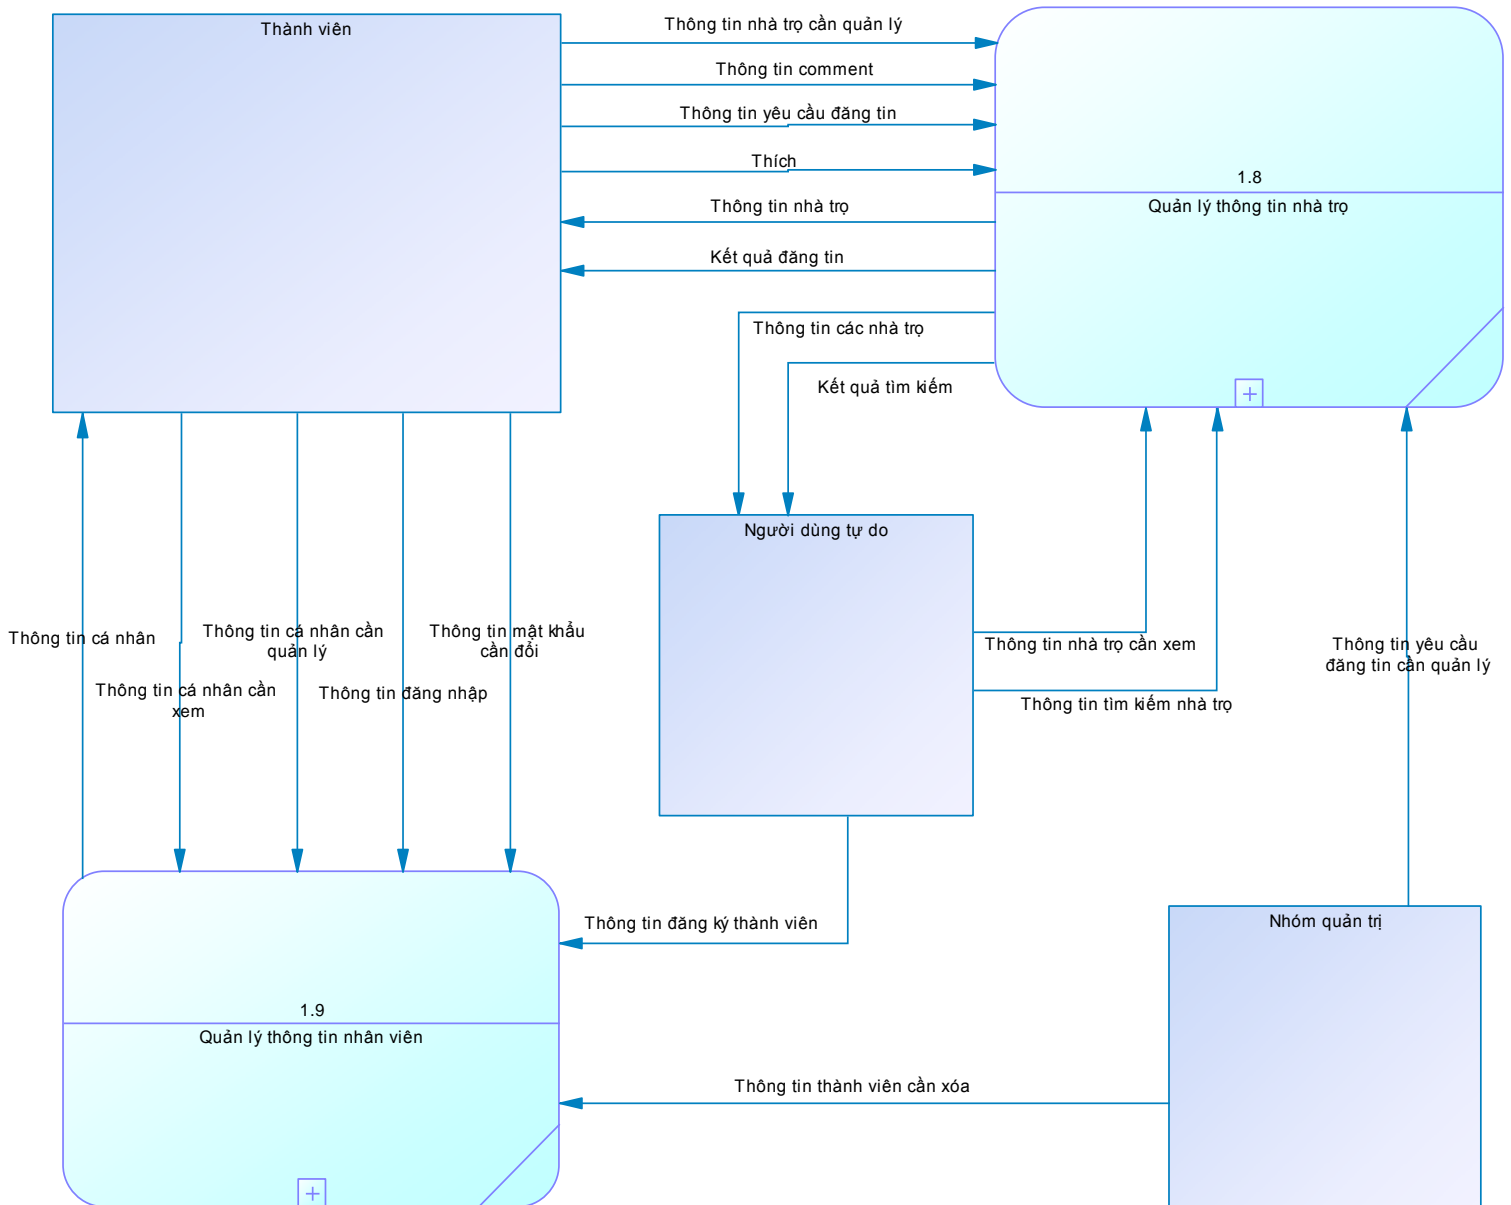 Thành viên
Thông tin nhà trọ cần quản lý
Thông tin comment
Thông tin yêu cầu đăng tin
Thích
Thông tin nhà trọ
Kết quả đăng tin
1.8
Quản lý thông tin nhà trọ
Thông tin các nhà trọ
Kết quả tìm kiếm
Người dùng tự do
Thông tin cá nhân
Thông tin cá nhân cần
xem
Thông tin cá nhân cần
quản lý
Thông tin đăng nhập
Thông tin mật khẩu
cần đổi
Thông tin nhà trọ cần xem
Thông tin tìm kiếm nhà trọ
Thông tin yêu cầu
đăng tin cần quản lý
Thông tin đăng ký thành viên
Nhóm quản trị
1.9
Quản lý thông tin nhân viên
Thông tin thành viên cần xóa